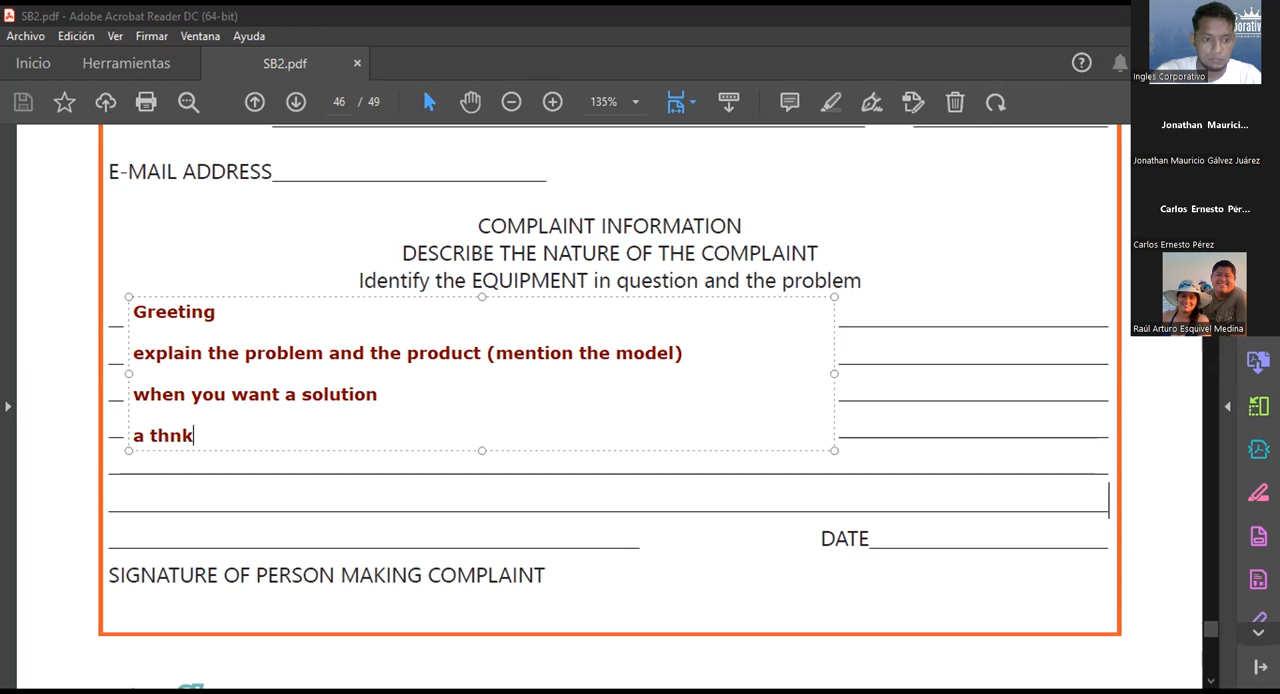 SB2.pdf - Adobe Acrobat Reader DC (64-bit)
Archivo Edición Ver Firmar Ventana Ayuda
Inicio Herramientas SB2.pdf ×
46 / 49 135%
E-MAIL ADDRESS
COMPLAINT INFORMATION
DESCRIBE THE NATURE OF THE COMPLAINT
Identify the EQUIPMENT in question and the problem
Greeting
explain the problem and the product (mention the model)
when you want a solution
a thnk
DATE
SIGNATURE OF PERSON MAKING COMPLAINT
Ingles Corporativo
Jonathan Maurici...
Jonathan Mauricio Gálvez Juárez
Carlos Ernesto Pér...
Carlos Ernesto Pérez
Raúl Arturo Esquivel Medina